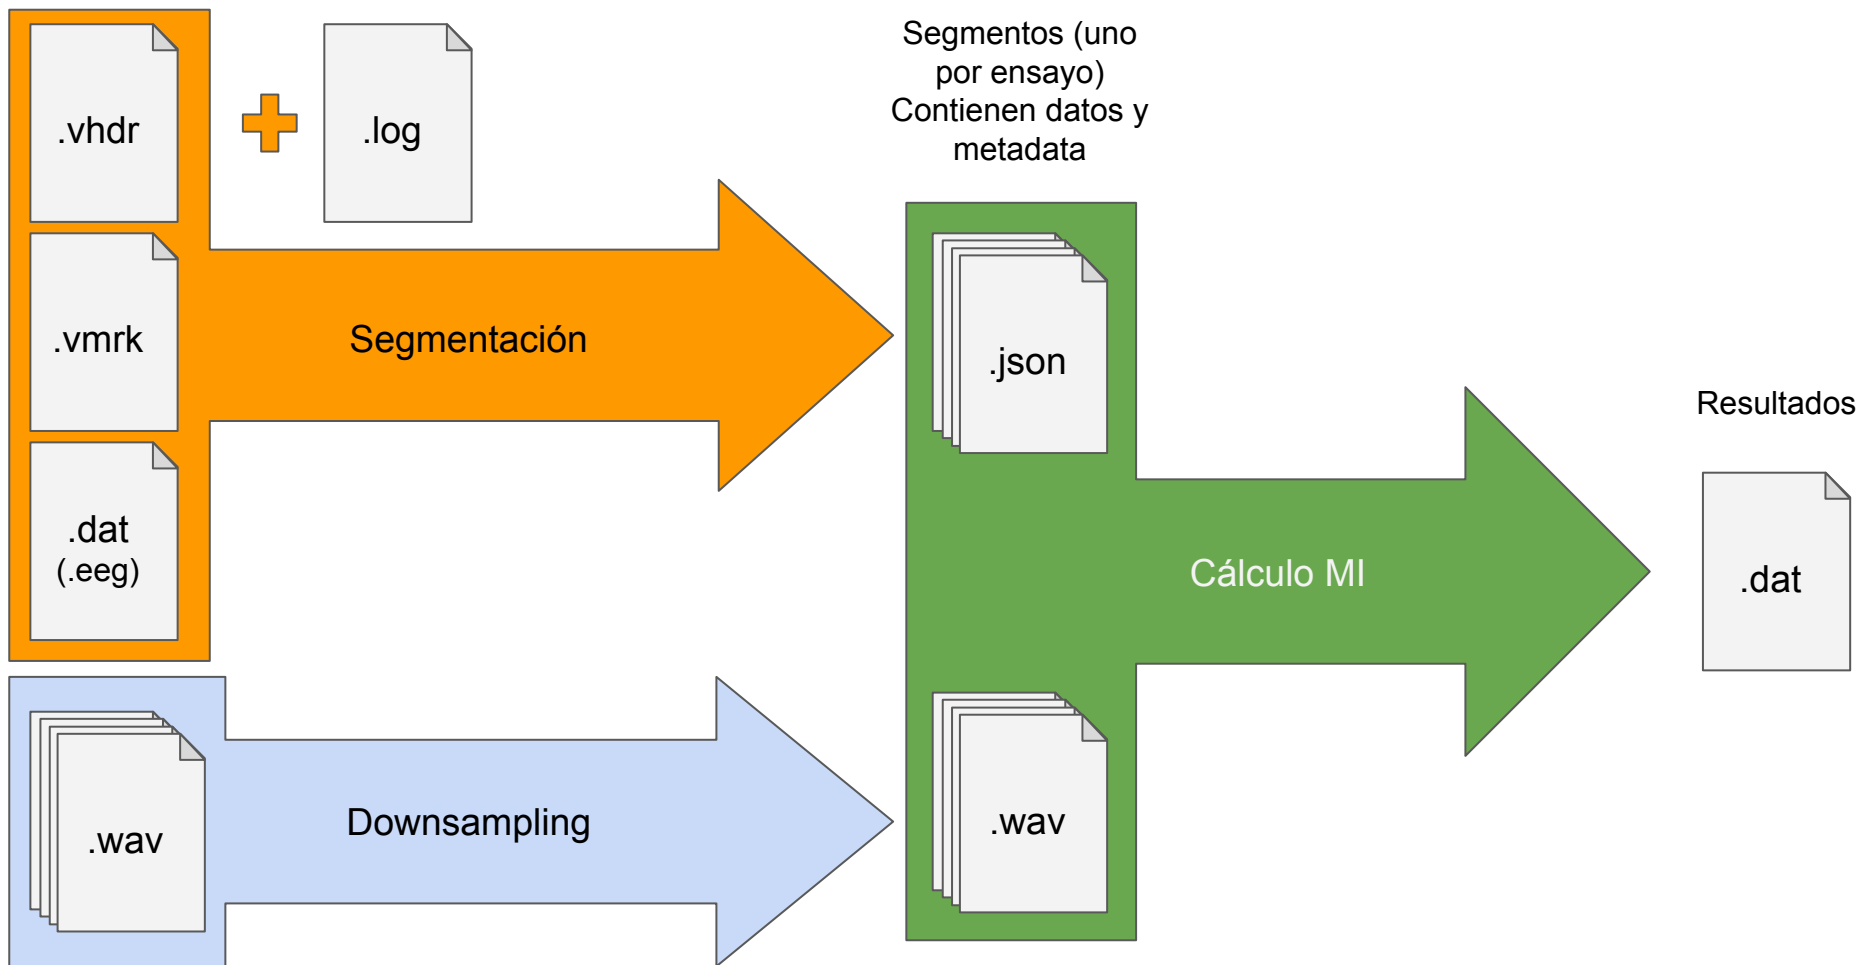 .vhdr
.log
.vmrk
Segmentación
.dat
(.eeg)
.wav
Downsampling
Segmentos (uno
por ensayo)
Contienen datos y
metadata
.json
.wav
Cálculo MI
Resultados
.dat